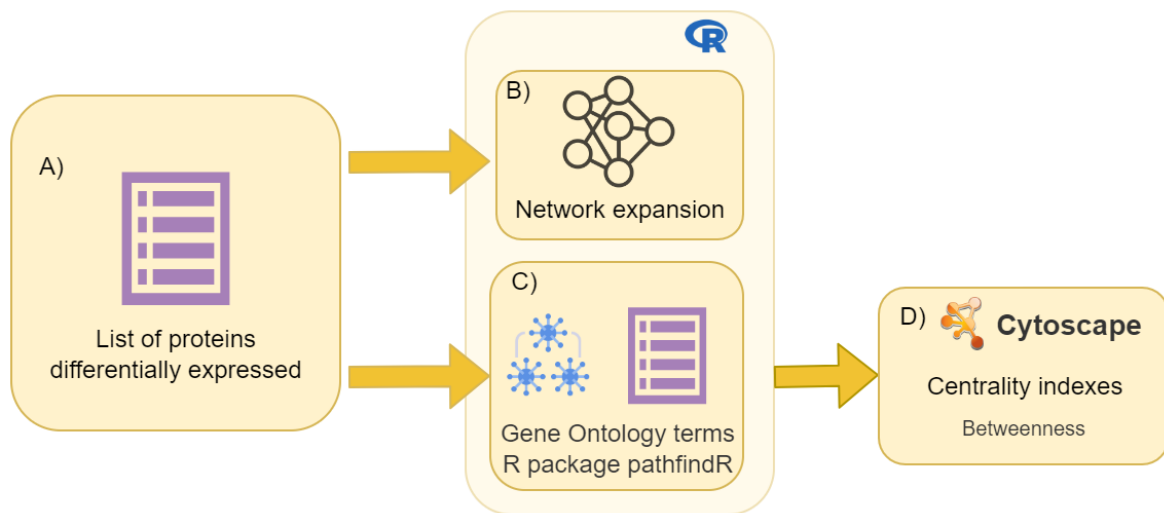 A)
List of proteins
differentially expressed
R
B)
Network expansion
C)
Gene Ontology terms
R package pathfindR
D)
Cytoscape
Centrality indexes
Betweenness